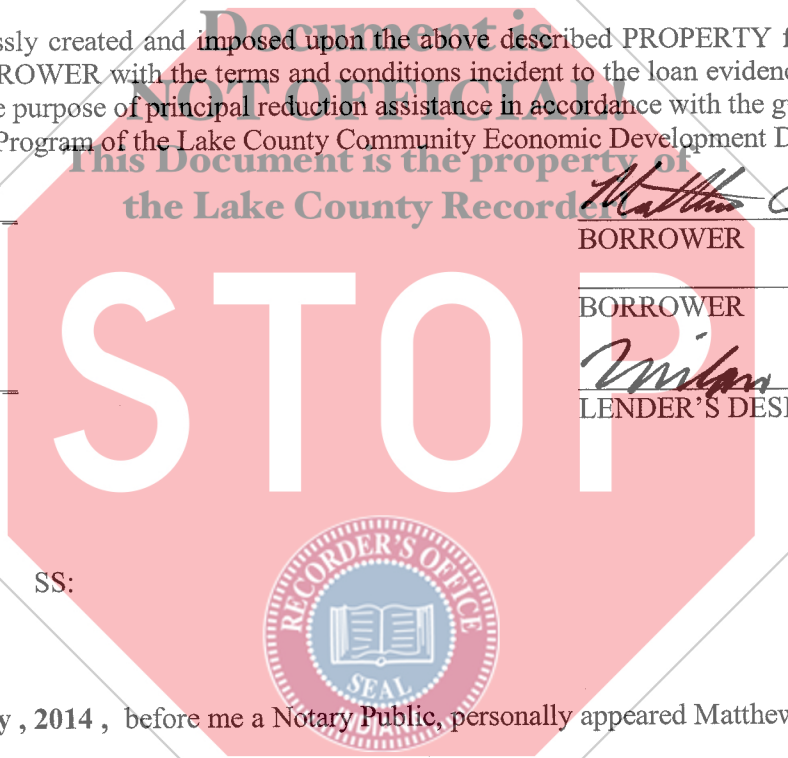 Document is
ssly created and imposed upon the above described PROPERTY f
ROWER with the terms and conditions incident to the loan eviden
NOT OFFICIAL!
e purpose of principal reduction assistance in accordance with the g
Program of the Lake County Community Economic Development D
This Document is the property of
the Lake County Recorder!
BORROWER
BORROWER
LENDER'S DESI
STOP
RECORDER'S OFFICE
SEAL
INDIANA
SS:
y , 2014 , before me a Notary Public, personally appeared Matthew